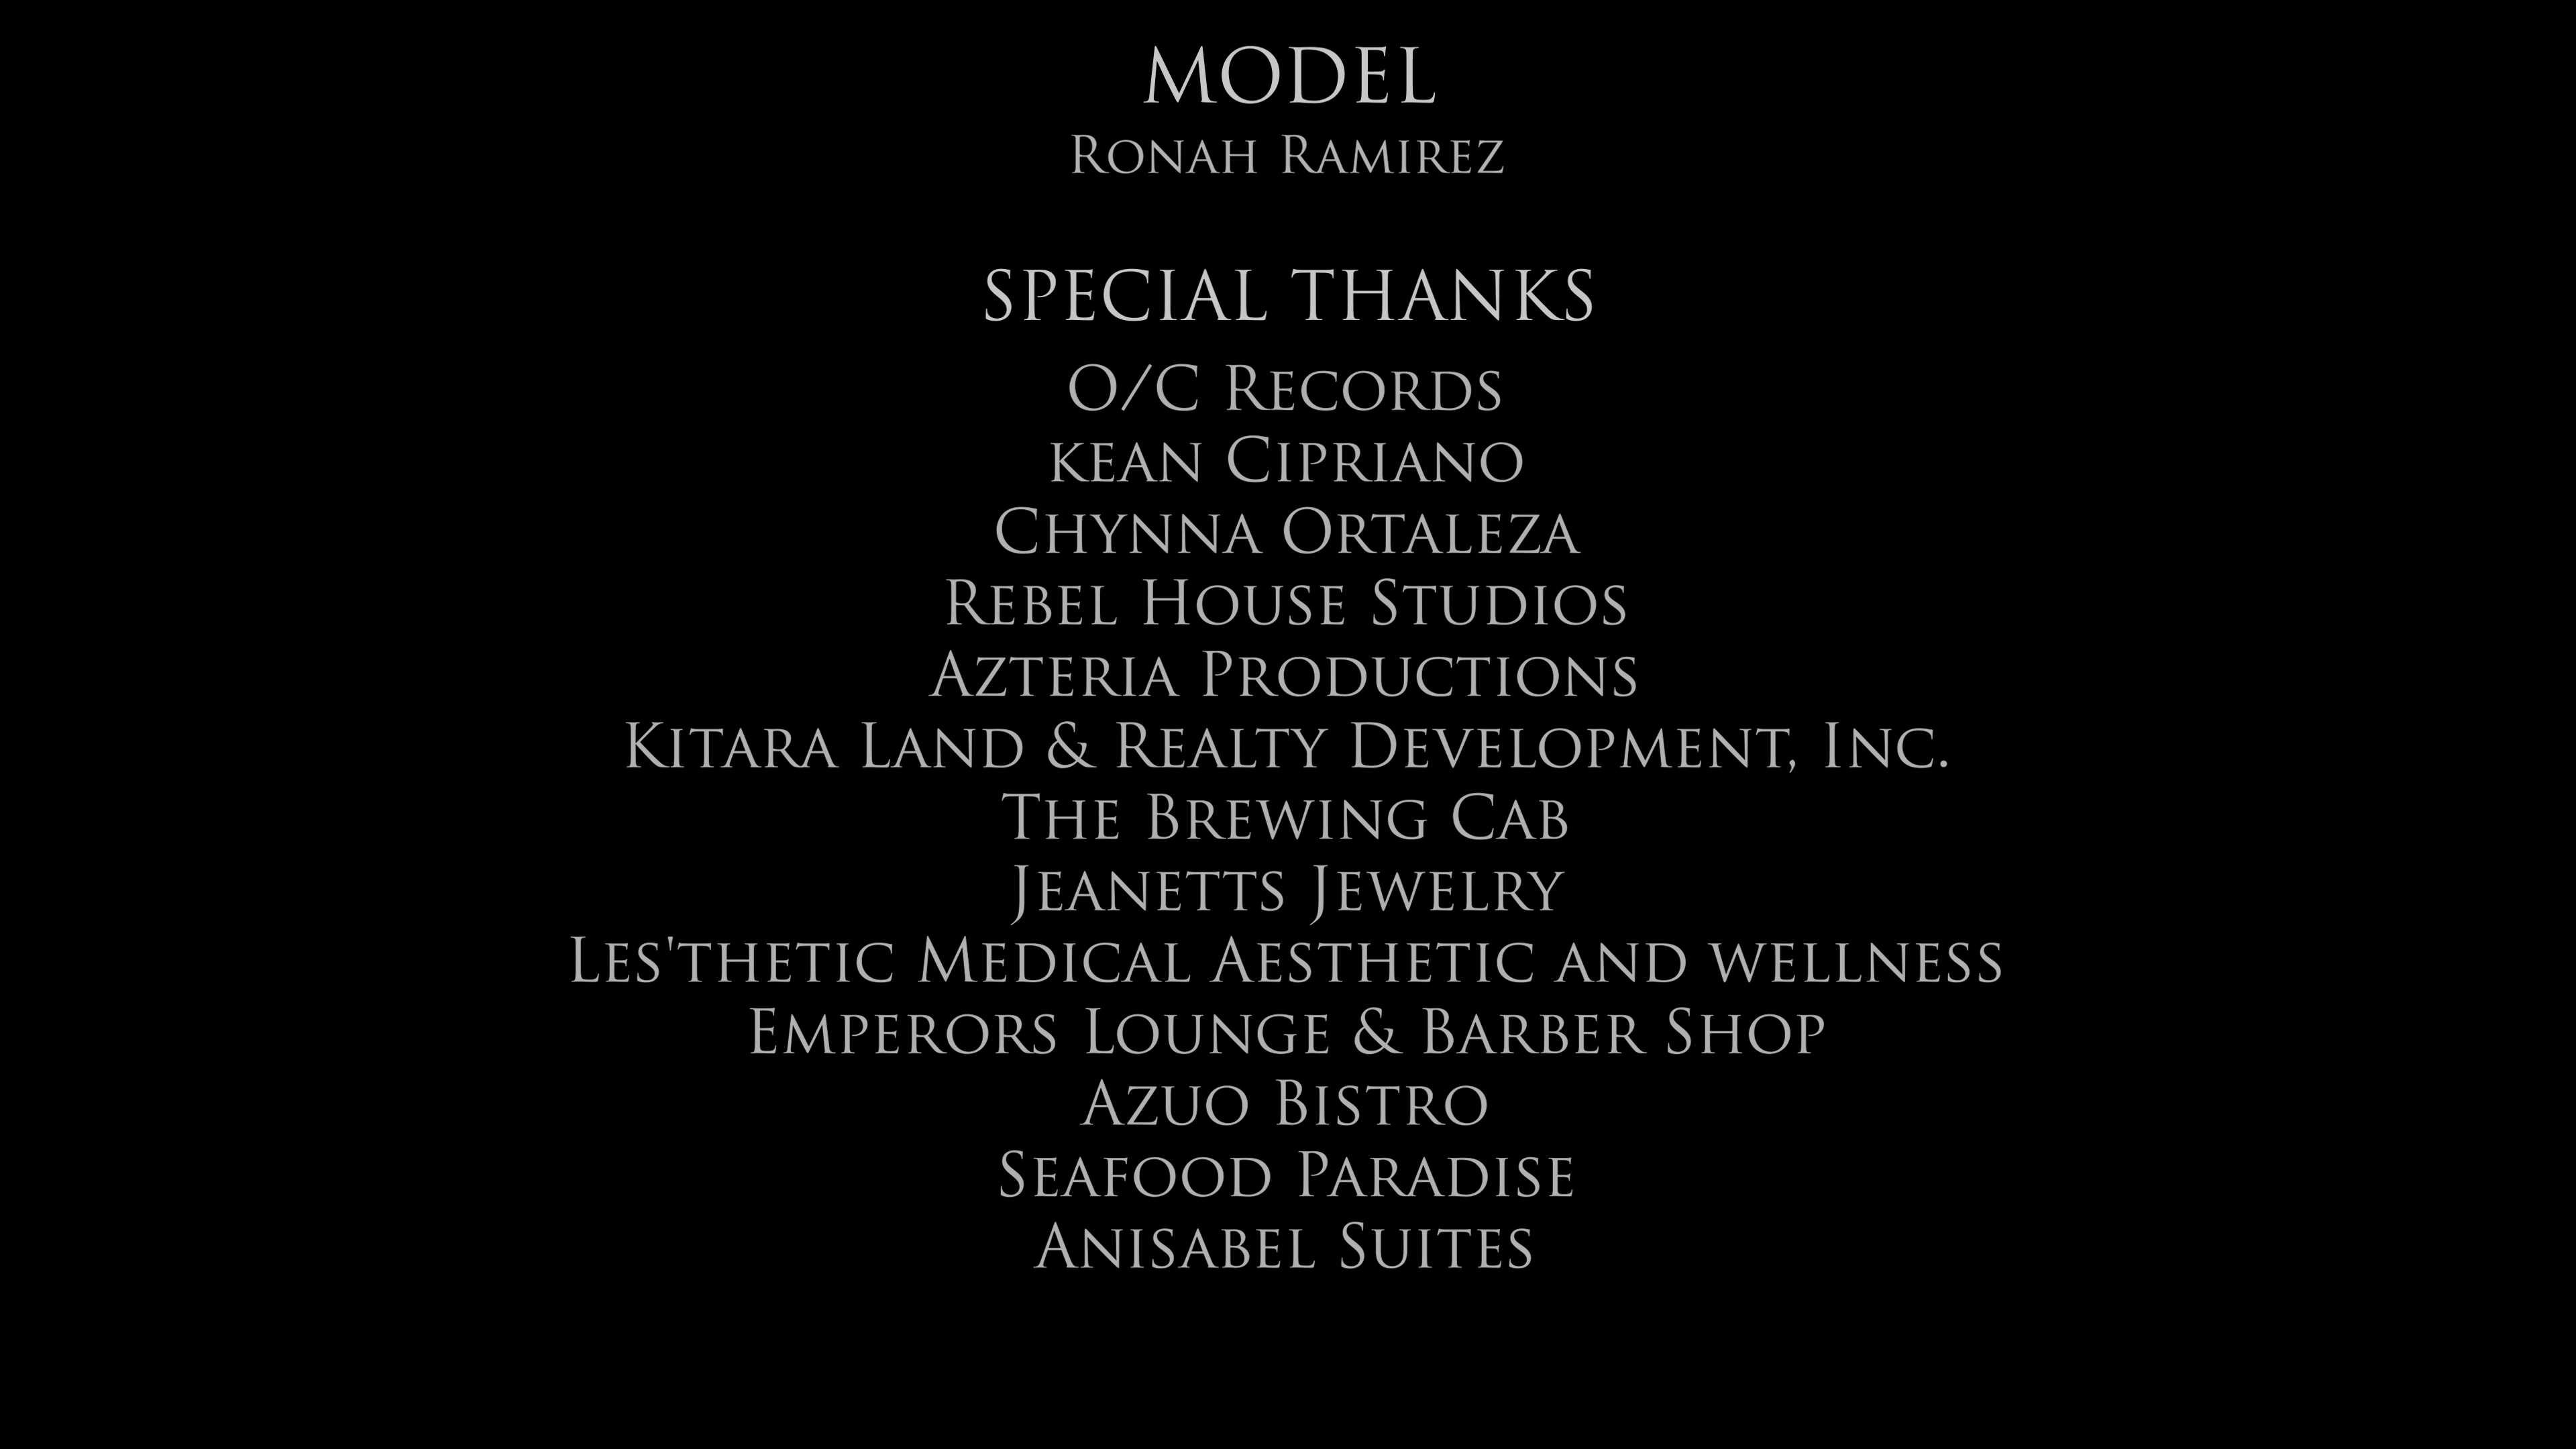 MODEL
Ronah Ramirez
SPECIAL THANKS
O/C Records
kean Cipriano
Chynna Ortaleza
Rebel House Studios
Azteria Productions
Kitara Land & Realty Development, Inc.
The Brewing Cab
Jeanetts Jewelry
Les'thetic Medical Aesthetic and wellness
Emperors Lounge & Barber Shop
Azuo Bistro
Seafood Paradise
Anisabel Suites